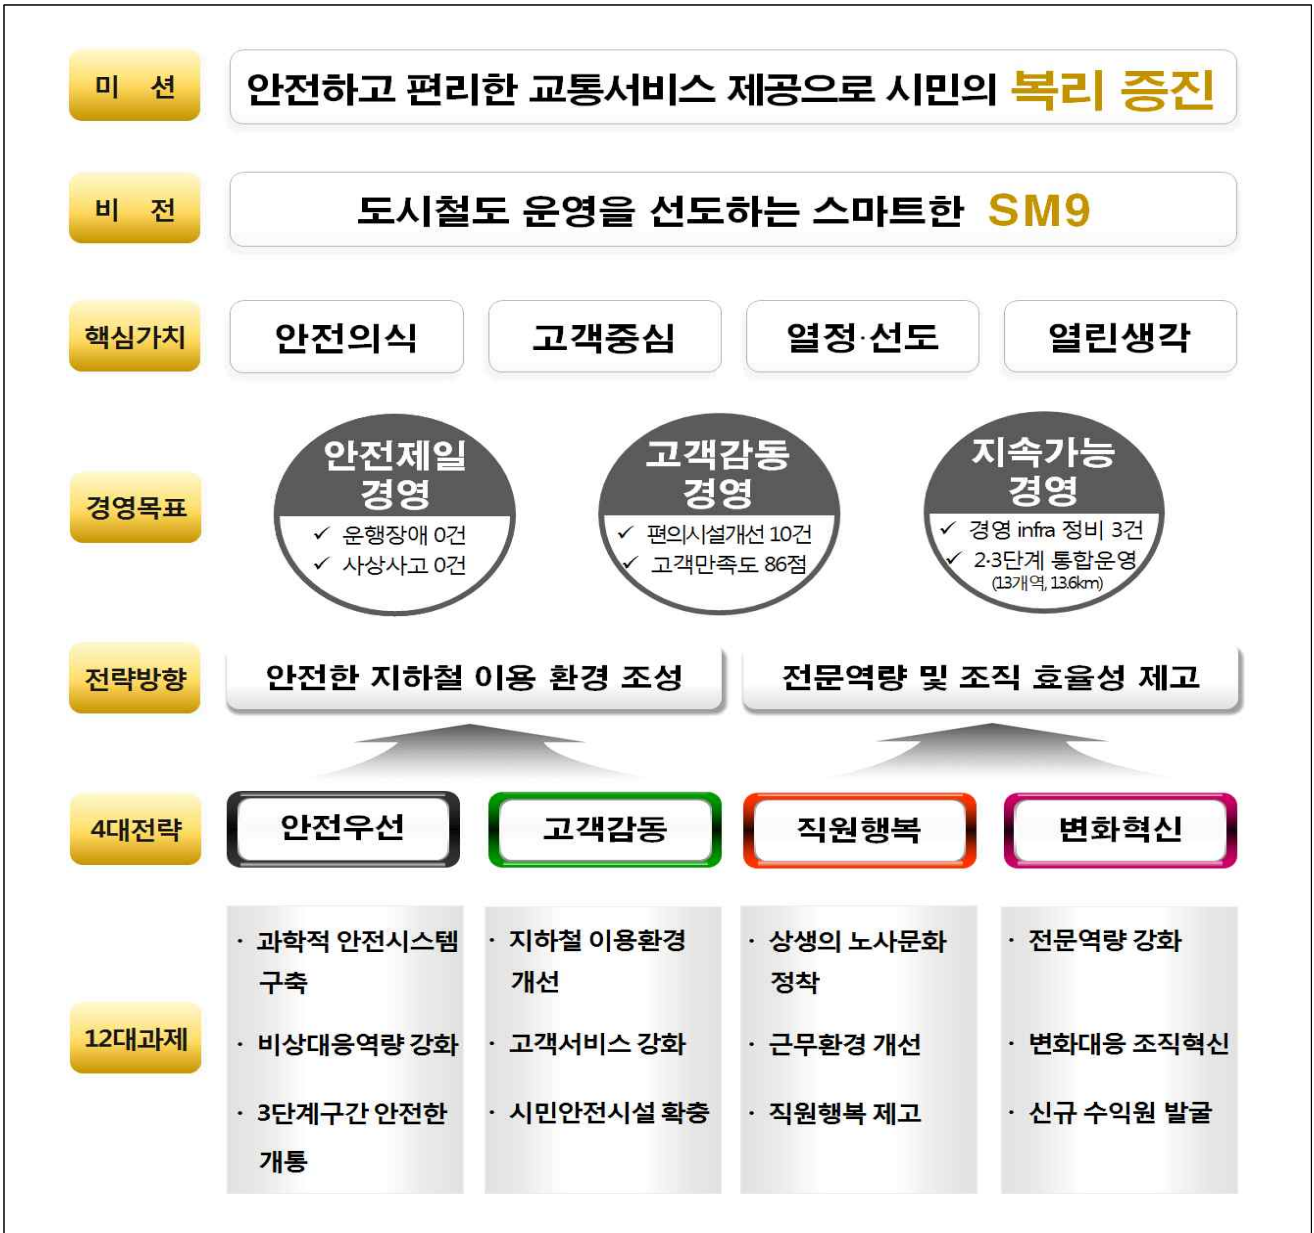 미 션
안전하고 편리한 교통서비스 제공으로 시민의 복리 증진
비 전
도시철도 운영을 선도하는 스마트한 SM9
핵심가치
안전의식
고객중심
열정·선도
열린생각
경영목표
안전제일
경영
✓ 운행장애 0건
✓ 사상사고 0건
고객감동
경영
✓ 편의시설개선 10건
✓ 고객만족도 86점
지속가능
경영
✓ 경영 infra 정비 3건
✓ 2·3단계 통합운영
(13개역, 13.6km)
전략방향
안전한 지하철 이용 환경 조성
전문역량 및 조직 효율성 제고
4대전략
안전우선
고객감동
직원행복
변화혁신
12대과제
· 과학적 안전시스템
구축
· 비상대응역량 강화
· 3단계구간 안전한
개통
· 지하철 이용환경
개선
· 고객서비스 강화
· 시민안전시설 확충
· 상생의 노사문화
정착
· 근무환경 개선
· 직원행복 제고
· 전문역량 강화
· 변화대응 조직혁신
· 신규 수익원 발굴